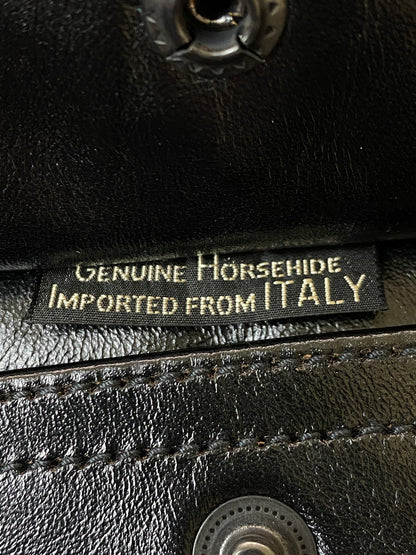 GENUINE HORSEHIDE
IMPORTED FROM ITALY